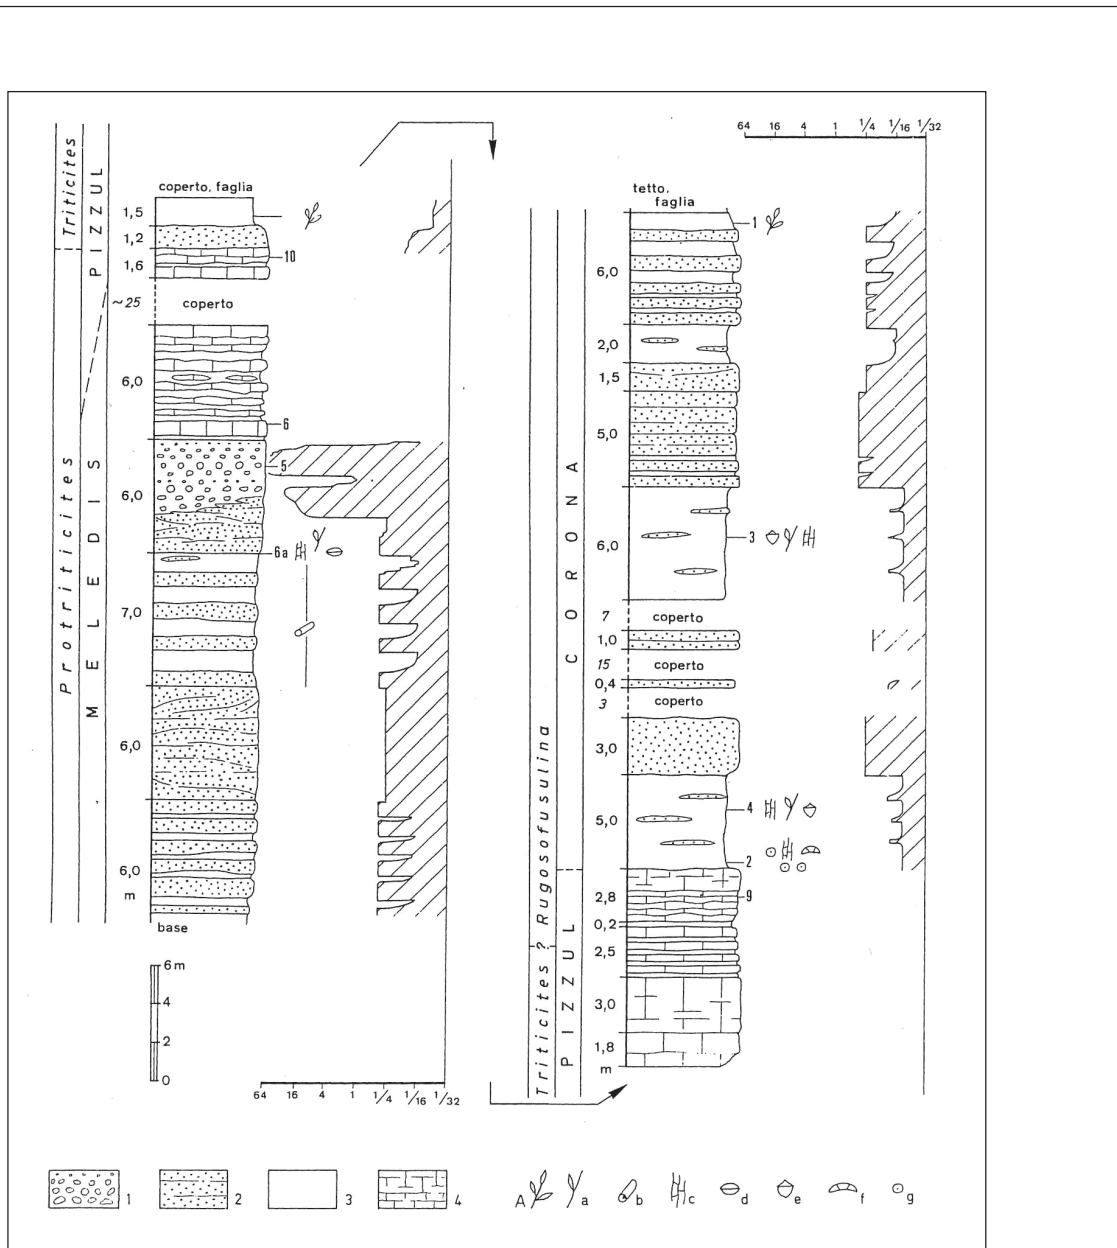 Triticites
PIZZUL
Protriticites
MELEDIS
coperto, faglia
1,5
1,2
1,6
10
~25
coperto
6,0
6
5
6,0
6a
7,0
6,0
6,0
m
base
6 m
4
2
0
64 16 4 1 1/4 1/16 1/32
64 16 4 1 1/4 1/16 1/32
tetto,
faglia
1
6,0
2,0
1,5
5,0
3
6,0
CORONA
7
coperto
1,0
15
coperto
0,4
3
coperto
3,0
4
5,0
2
Triticites ? Rugosofusulina
PIZZUL
2,8
9
0,2
2,5
3,0
1,8
m
1 2 3 4 A a b c d e f g